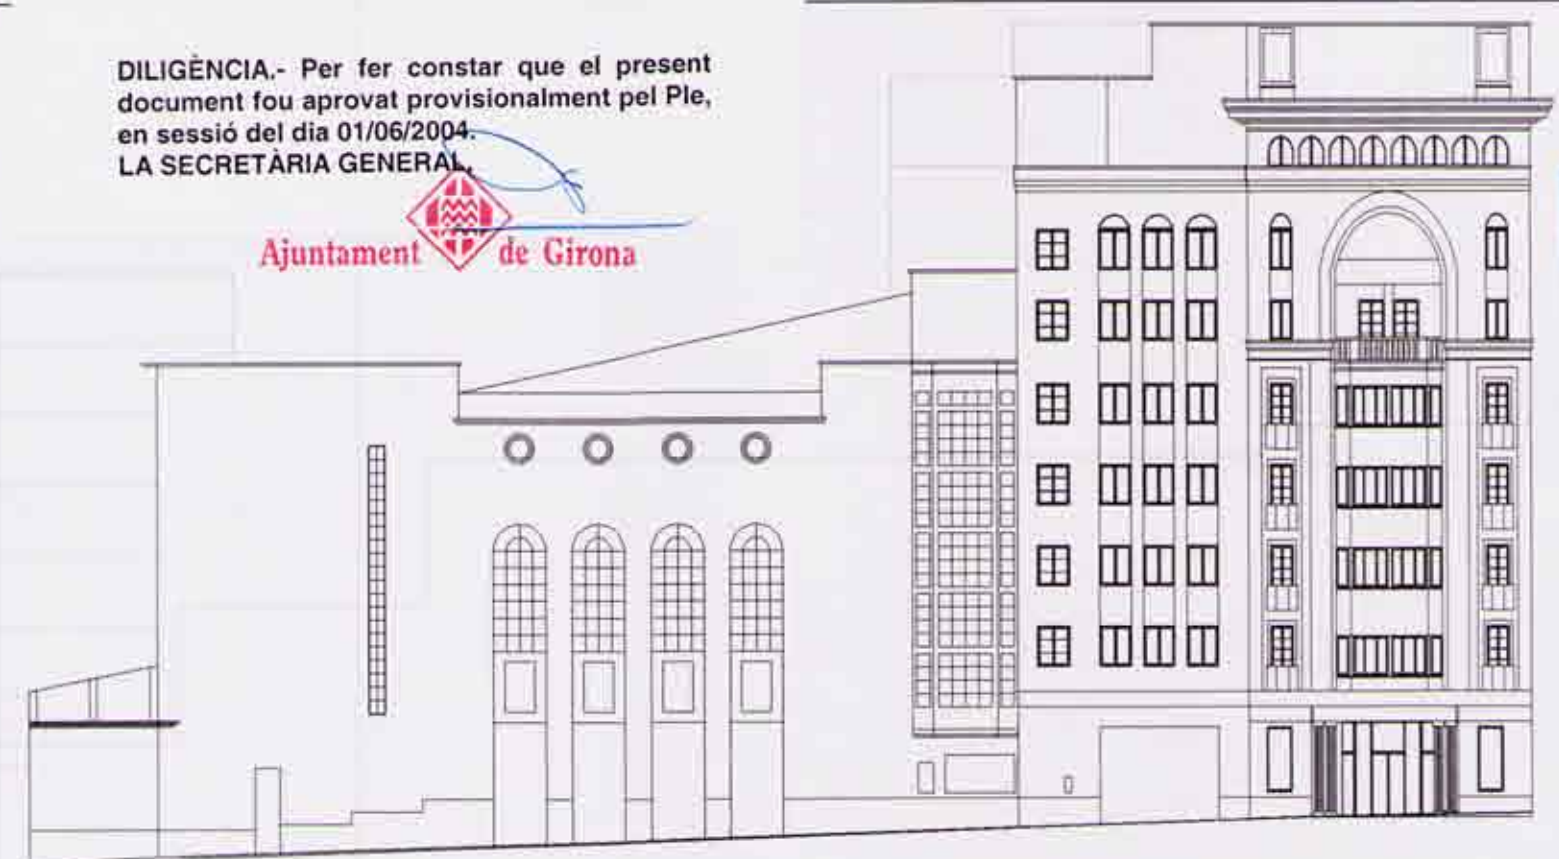 DILIGÈNCIA.- Per fer constar que el present
document fou aprovat provisionalment pel Ple,
en sessió del dia 01/06/2004.
LA SECRETÀRIA GENERAL,
Ajuntament de Girona